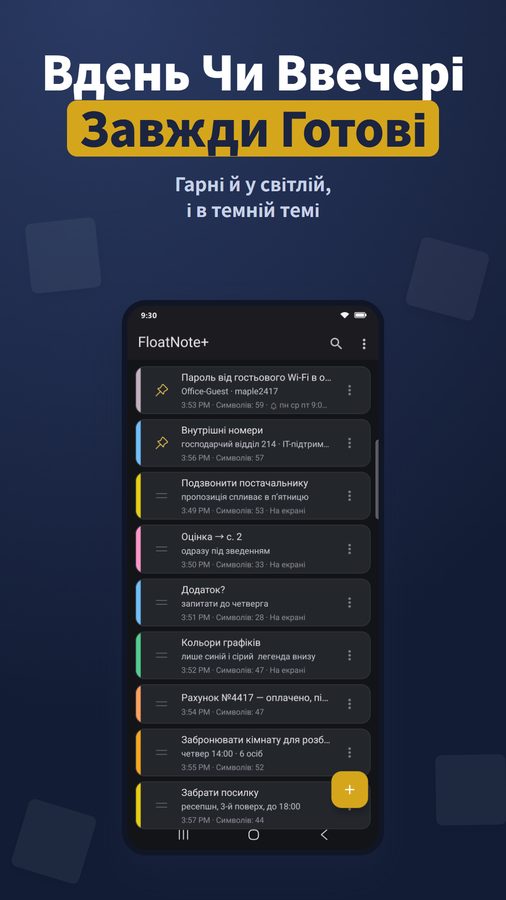 Вдень Чи Ввечері
Завжди Готові
Гарні й у світлій,
і в темній темі
9:30
FloatNote+
Пароль від гостьового Wi-Fi в о...
Office-Guest · maple2417
3:53 PM · Символів: 59 · пн ср пт 9:0...
Внутрішні номери
господарчий відділ 214 · ІТ-підтрим...
3:56 PM · Символів: 57
Подзвонити постачальнику
пропозиція спливає в п'ятницю
3:49 PM · Символів: 53 · На екрані
Оцінка → с. 2
одразу під зведенням
3:50 PM · Символів: 33 · На екрані
Додаток?
запитати до четверга
3:51 PM · Символів: 28 · На екрані
Кольори графіків
лише синій і сірий легенда внизу
3:52 PM · Символів: 47 · На екрані
Рахунок №4417 — оплачено, пі...
3:54 PM · Символів: 47
Забронювати кімнату для розб...
четвер 14:00 · 6 осіб
3:55 PM · Символів: 52
Забрати посилку
ресепшн, 3-й поверх, до 18:00
3:57 PM · Символів: 44